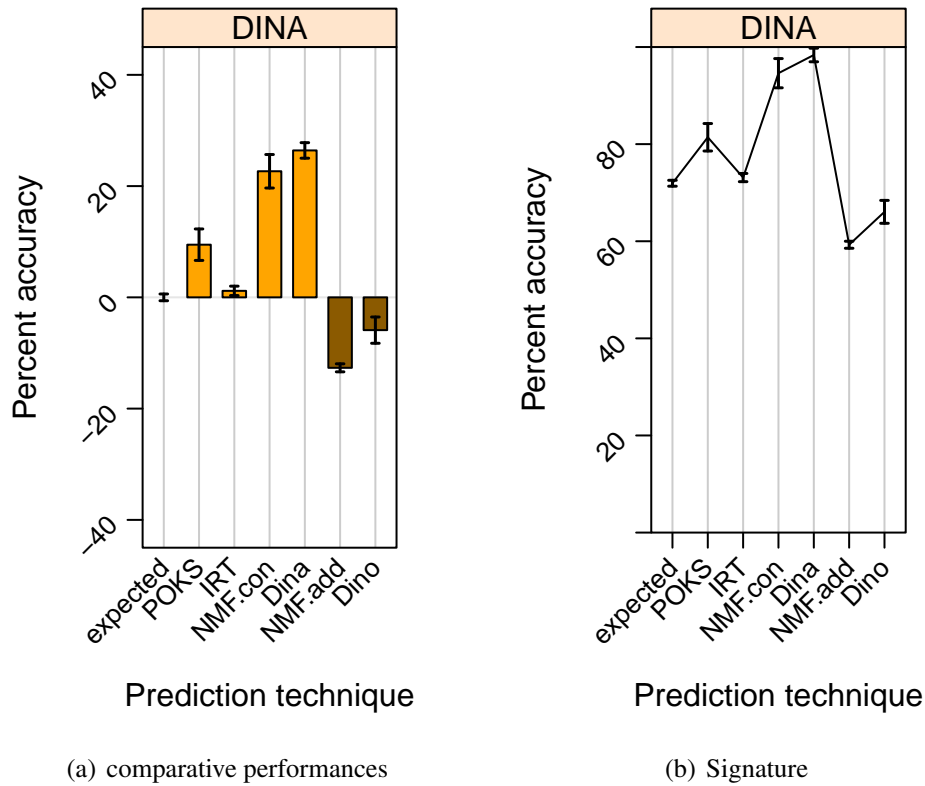 DINA
Percent accuracy
40
20
0
−20
−40
expected
POKS
IRT
NMF.con
Dina
NMF.add
Dino
Prediction technique
(a) comparative performances
DINA
Percent accuracy
80
60
40
20
expected
POKS
IRT
NMF.con
Dina
NMF.add
Dino
Prediction technique
(b) Signature